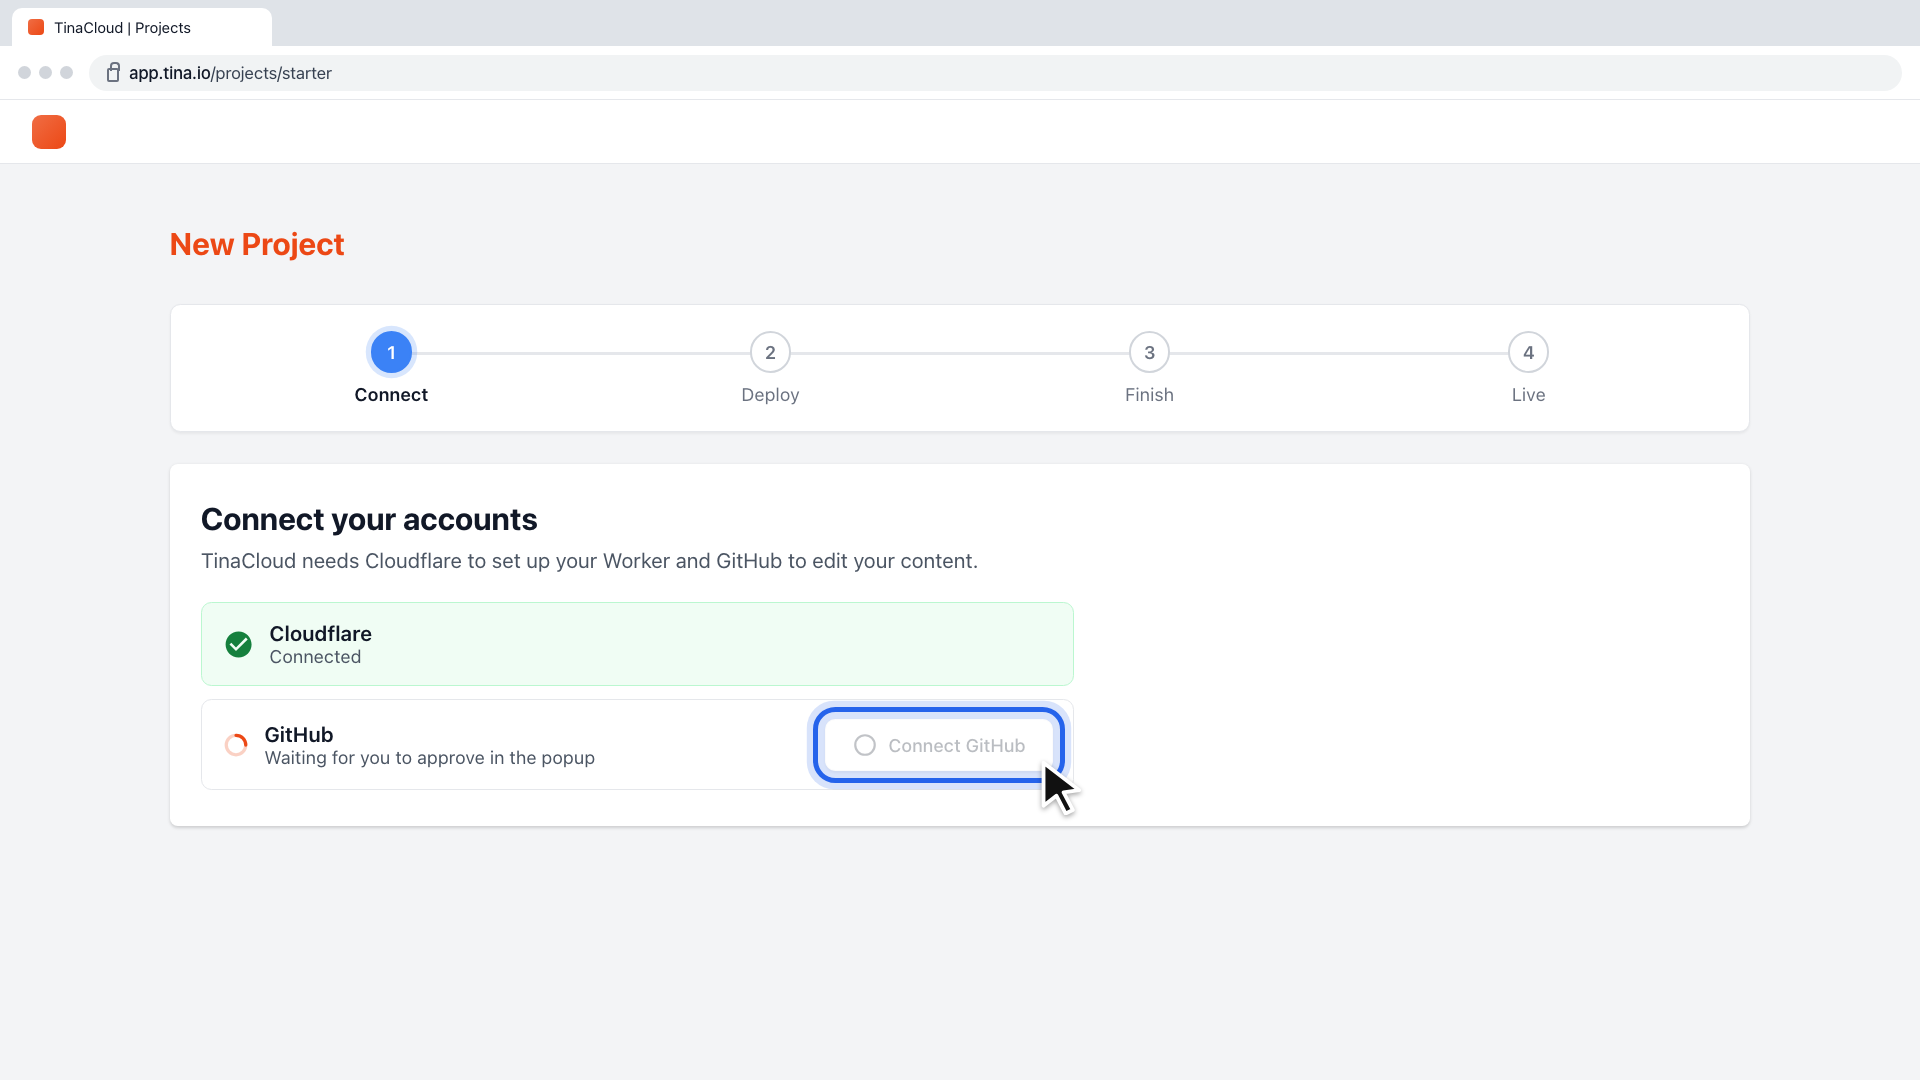 TinaCloud | Projects
app.tina.io/projects/starter
New Project
1
2
3
4
Connect
Deploy
Finish
Live
Connect your accounts
TinaCloud needs Cloudflare to set up your Worker and GitHub to edit your content.
Cloudflare
Connected
GitHub
Waiting for you to approve in the popup
Connect GitHub